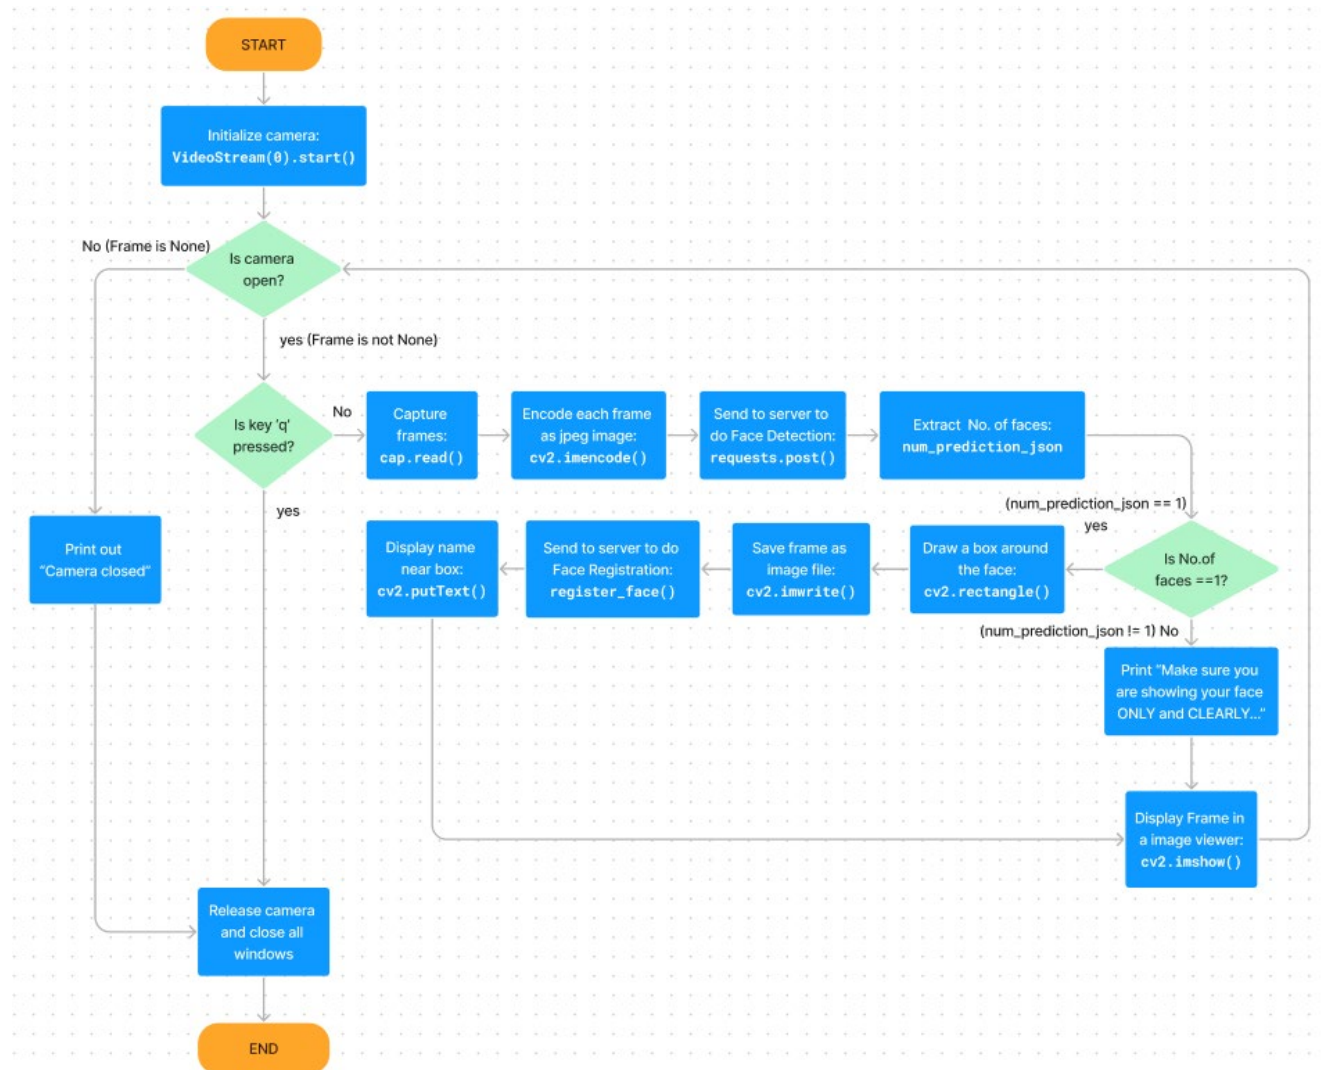 START
Initialize camera:
VideoStream(0).start()
No (Frame is None)
Is camera
open?
yes (Frame is not None)
Is key 'q'
pressed?
No
Capture
frames:
cap.read()
Encode each frame
as jpeg image:
cv2.imencode()
Send to server to
do Face Detection:
requests.post()
Extract No. of faces:
num_prediction_json
(num_prediction_json == 1)
yes
Is No.of
faces ==1?
Draw a box around
the face:
cv2.rectangle()
Save frame as
image file:
cv2.imwrite()
Send to server to do
Face Registration:
register_face()
Display name
near box:
cv2.putText()
(num_prediction_json != 1) No
Print "Make sure you
are showing your face
ONLY and CLEARLY..."
Display Frame in
a image viewer:
cv2.imshow()
yes
Print out
"Camera closed"
Release camera
and close all
windows
END